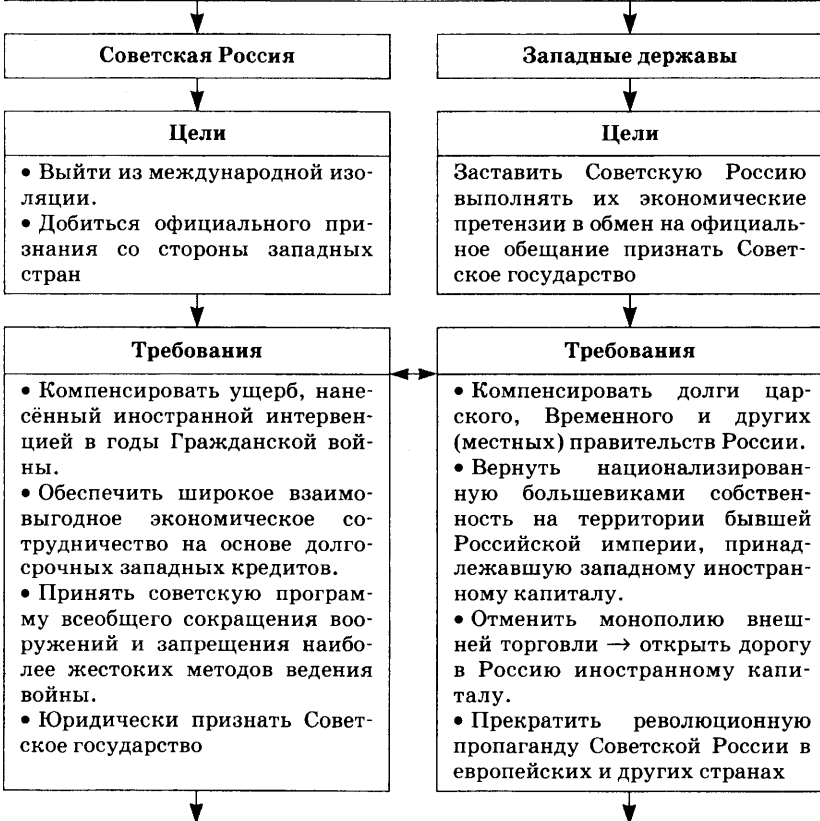 Советская Россия
Цели
• Выйти из международной изо-
ляции.
• Добиться официального при-
знания со стороны западных
стран
Требования
• Компенсировать ущерб, нане-
сённый иностранной интервен-
цией в годы Гражданской вой-
ны.
• Обеспечить широкое взаимо-
выгодное экономическое со-
трудничество на основе долго-
срочных западных кредитов.
• Принять советскую програм-
му всеобщего сокращения воо-
ружений и запрещения наибо-
лее жестоких методов ведения
войны.
• Юридически признать Совет-
ское государство
Западные державы
Цели
Заставить Советскую Россию
выполнять их экономические
претензии в обмен на официаль-
ное обещание признать Совет-
ское государство
Требования
• Компенсировать долги цар-
ского, Временного и других
(местных) правительств России.
• Вернуть национализирован-
ную большевиками собствен-
ность на территории бывшей
Российской империи, принад-
лежавшую западному иностран-
ному капиталу.
• Отменить монополию внеш-
ней торговли → открыть дорогу
в Россию иностранному капи-
талу.
• Прекратить революционную
пропаганду Советской России в
европейских и других странах